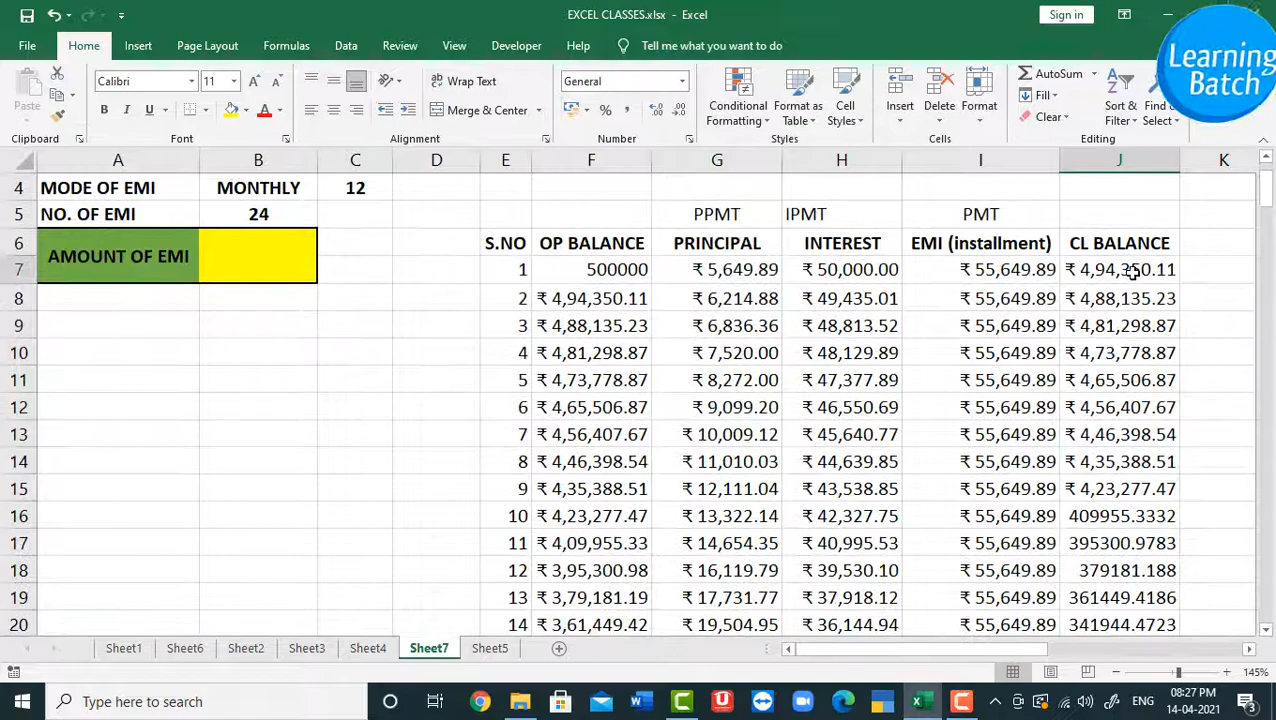 EXCEL CLASSES.xlsx - Excel
Sign in
Learning Batch
File Home Insert Page Layout Formulas Data Review View Developer Help Tell me what you want to do
Paste
Calibri 11
Wrap Text
General
AutoSum
B I U
Merge & Center
Conditional Formatting
Format as Table
Cell Styles
Insert Delete Format
Fill
Clear
Sort & Filter
Select
Clipboard Font Alignment Number Styles Cells Editing
A B C D E F G H I J K
4 MODE OF EMI MONTHLY 12
5 NO. OF EMI 24 PPMT IPMT PMT
6 S.NO OP BALANCE PRINCIPAL INTEREST EMI (installment) CL BALANCE
AMOUNT OF EMI
7 1 500000 ₹ 5,649.89 ₹ 50,000.00 ₹ 55,649.89 ₹ 4,94,350.11
8 2 ₹ 4,94,350.11 ₹ 6,214.88 ₹ 49,435.01 ₹ 55,649.89 ₹ 4,88,135.23
9 3 ₹ 4,88,135.23 ₹ 6,836.36 ₹ 48,813.52 ₹ 55,649.89 ₹ 4,81,298.87
10 4 ₹ 4,81,298.87 ₹ 7,520.00 ₹ 48,129.89 ₹ 55,649.89 ₹ 4,73,778.87
11 5 ₹ 4,73,778.87 ₹ 8,272.00 ₹ 47,377.89 ₹ 55,649.89 ₹ 4,65,506.87
12 6 ₹ 4,65,506.87 ₹ 9,099.20 ₹ 46,550.69 ₹ 55,649.89 ₹ 4,56,407.67
13 7 ₹ 4,56,407.67 ₹ 10,009.12 ₹ 45,640.77 ₹ 55,649.89 ₹ 4,46,398.54
14 8 ₹ 4,46,398.54 ₹ 11,010.03 ₹ 44,639.85 ₹ 55,649.89 ₹ 4,35,388.51
15 9 ₹ 4,35,388.51 ₹ 12,111.04 ₹ 43,538.85 ₹ 55,649.89 ₹ 4,23,277.47
16 10 ₹ 4,23,277.47 ₹ 13,322.14 ₹ 42,327.75 ₹ 55,649.89 409955.3332
17 11 ₹ 4,09,955.33 ₹ 14,654.35 ₹ 40,995.53 ₹ 55,649.89 395300.9783
18 12 ₹ 3,95,300.98 ₹ 16,119.79 ₹ 39,530.10 ₹ 55,649.89 379181.188
19 13 ₹ 3,79,181.19 ₹ 17,731.77 ₹ 37,918.12 ₹ 55,649.89 361449.4186
20 14 ₹ 3,61,449.42 ₹ 19,504.95 ₹ 36,144.94 ₹ 55,649.89 341944.4723
Sheet1 Sheet6 Sheet2 Sheet3 Sheet4 Sheet7 Sheet5
145%
Type here to search
ENG
08:27 PM
14-04-2021
3